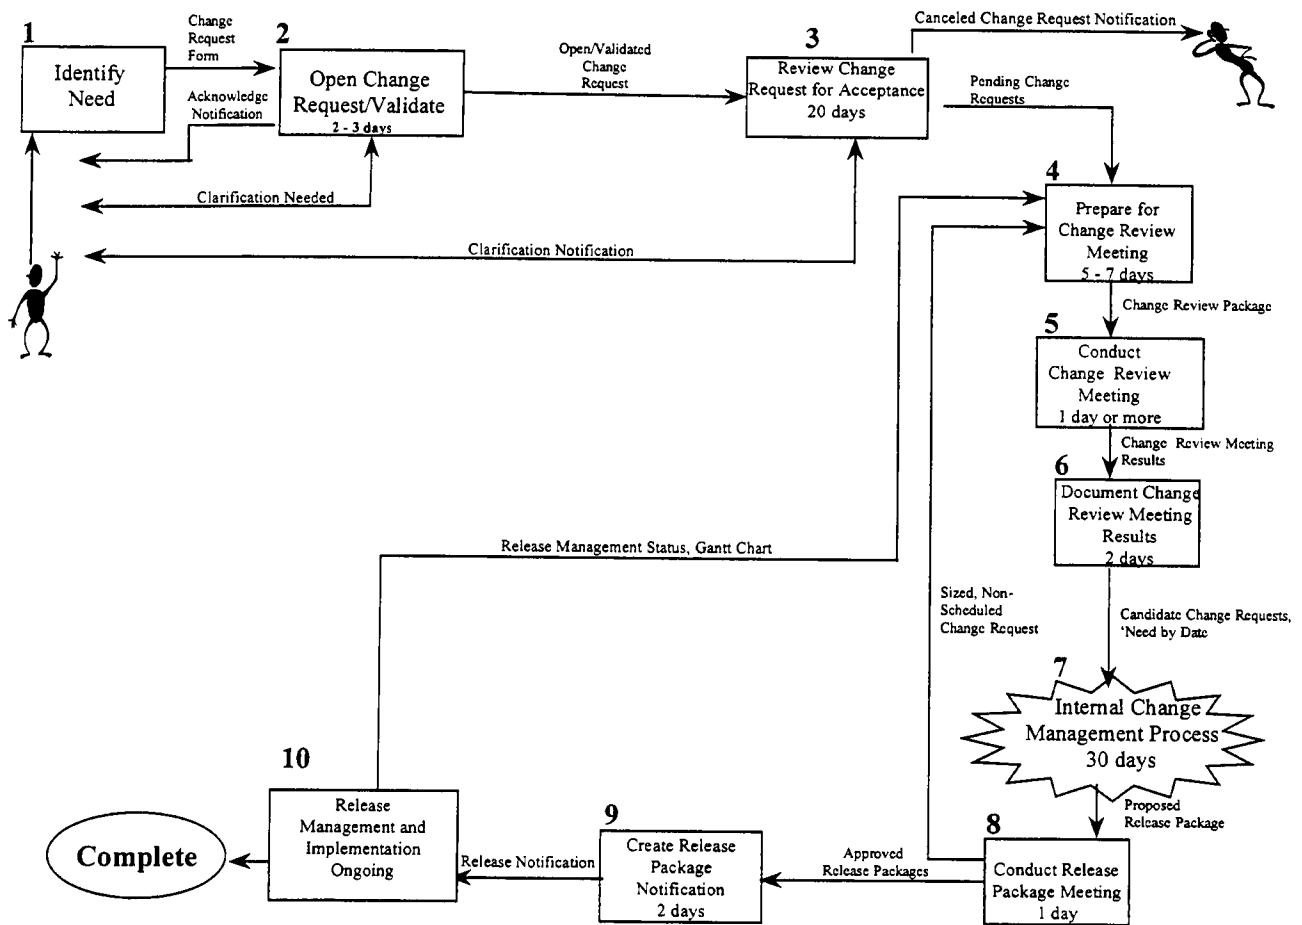 1
Identify
Need
Change
Request
Form
Acknowledge
Notification
2
Open Change
Request/Validate
2 - 3 days
Clarification Needed
Clarification Notification
Open/Validated
Change
Request
3
Review Change
Request for Acceptance
20 days
Canceled Change Request Notification
Pending Change
Requests
4
Prepare for
Change Review
Meeting
5 - 7 days
Change Review Package
5
Conduct
Change Review
Meeting
1 day or more
Change Review Meeting
Results
6
Document Change
Review Meeting
Results
2 days
Release Management Status, Gantt Chart
Sized, Non-
Scheduled
Change Request
Candidate Change Requests,
'Need by Date
7
Internal Change
Management Process
30 days
Proposed
Release Package
8
Conduct Release
Package Meeting
1 day
Approved
Release Packages
9
Create Release
Package
Notification
2 days
Release Notification
10
Release
Management and
Implementation
Ongoing
Complete